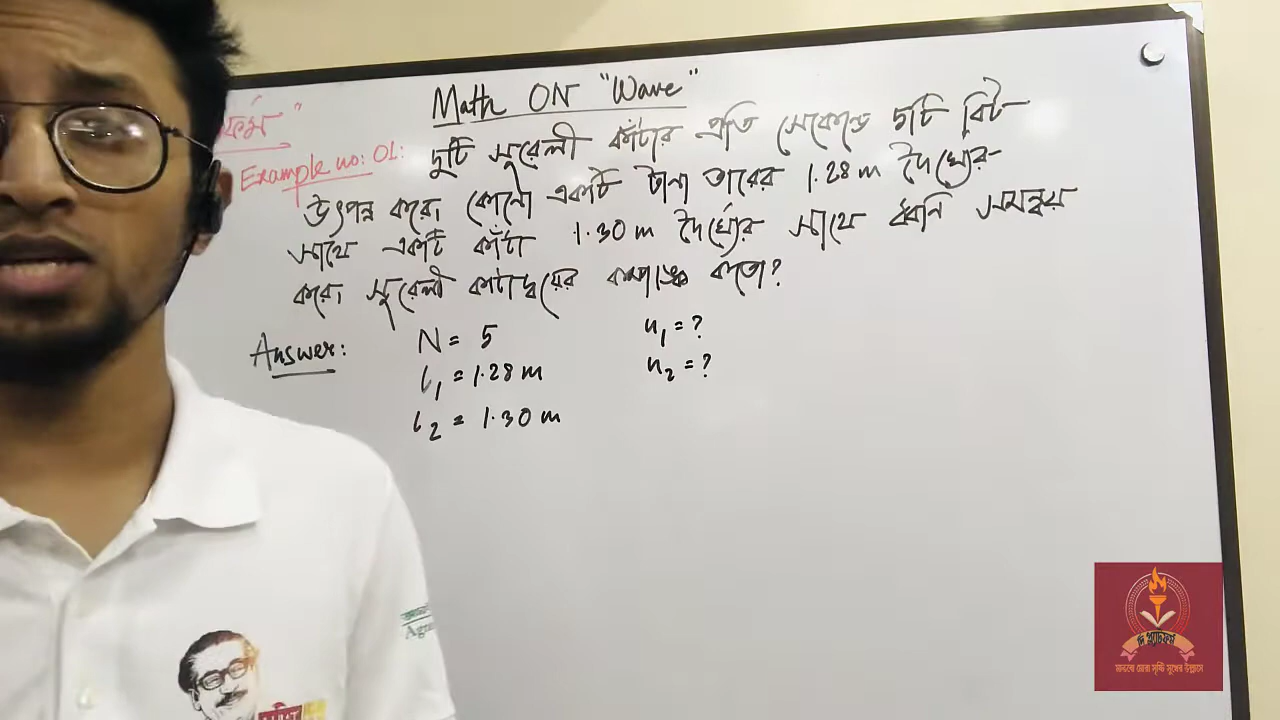 Math ON "Wave"
Example no: 01:
দুটি সুরেলী কাঁটার প্রতি সেকেন্ডে ৫টি বিট
উৎপন্ন করে। কোনো একটি টানা তারের 1.28 m দৈর্ঘ্যের
সাথে একটি কাঁটা 1.30 m দৈর্ঘ্যের সাথে ধ্বনি সমন্বয়
করে। সুরেলী কাটাদ্বয়ের কম্পাঙ্ক কতো?
Answer:
N = 5
n₁ = ?
l₁ = 1.28 m
n₂ = ?
l₂ = 1.30 m
দি প্ল্যাটফর্ম